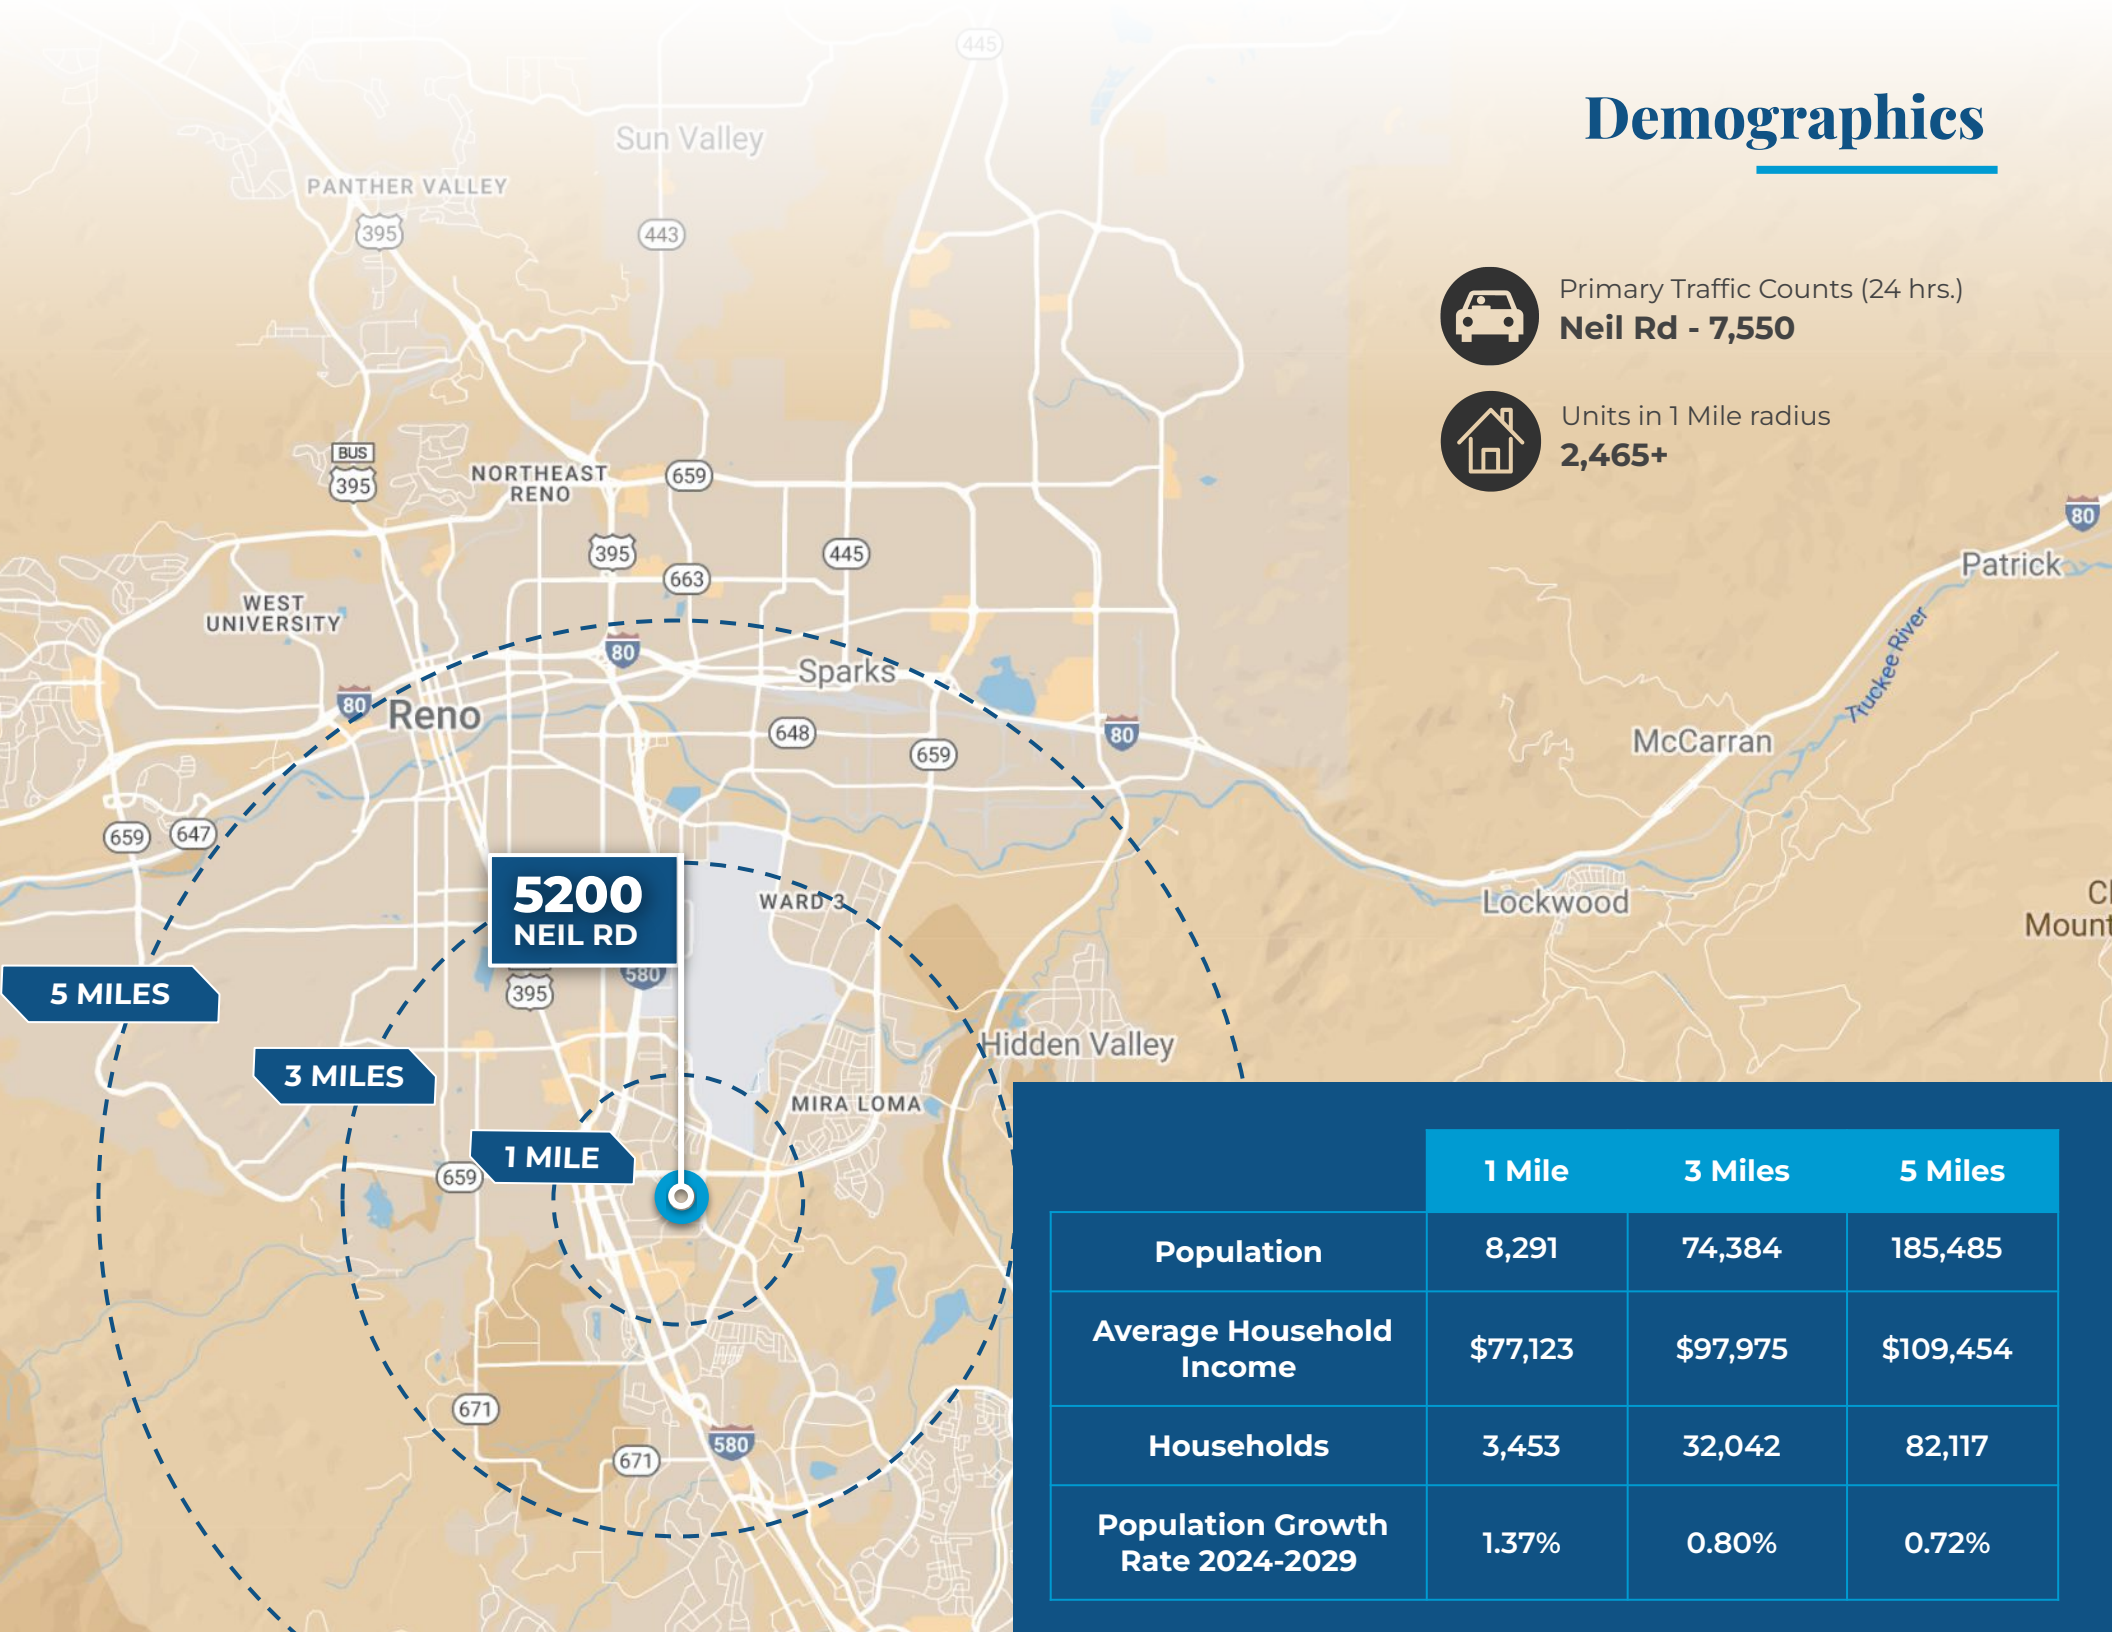 Demographics
Primary Traffic Counts (24 hrs.)
Neil Rd - 7,550
Units in 1 Mile radius
2,465+
445
Sun Valley
PANTHER VALLEY
395
443
BUS
395
NORTHEAST
RENO
659
395
663
445
80
Patrick
WEST
UNIVERSITY
80
Sparks
80
Reno
648
659
80
Truckee River
McCarran
659
647
5200
NEIL RD
WARD 3
Lockwood
Mount
580
395
5 MILES
3 MILES
Hidden Valley
MIRA LOMA
1 MILE
659
671
580
671
1 Mile 3 Miles 5 Miles
Population 8,291 74,384 185,485
Average Household
Income $77,123 $97,975 $109,454
Households 3,453 32,042 82,117
Population Growth
Rate 2024-2029 1.37% 0.80% 0.72%